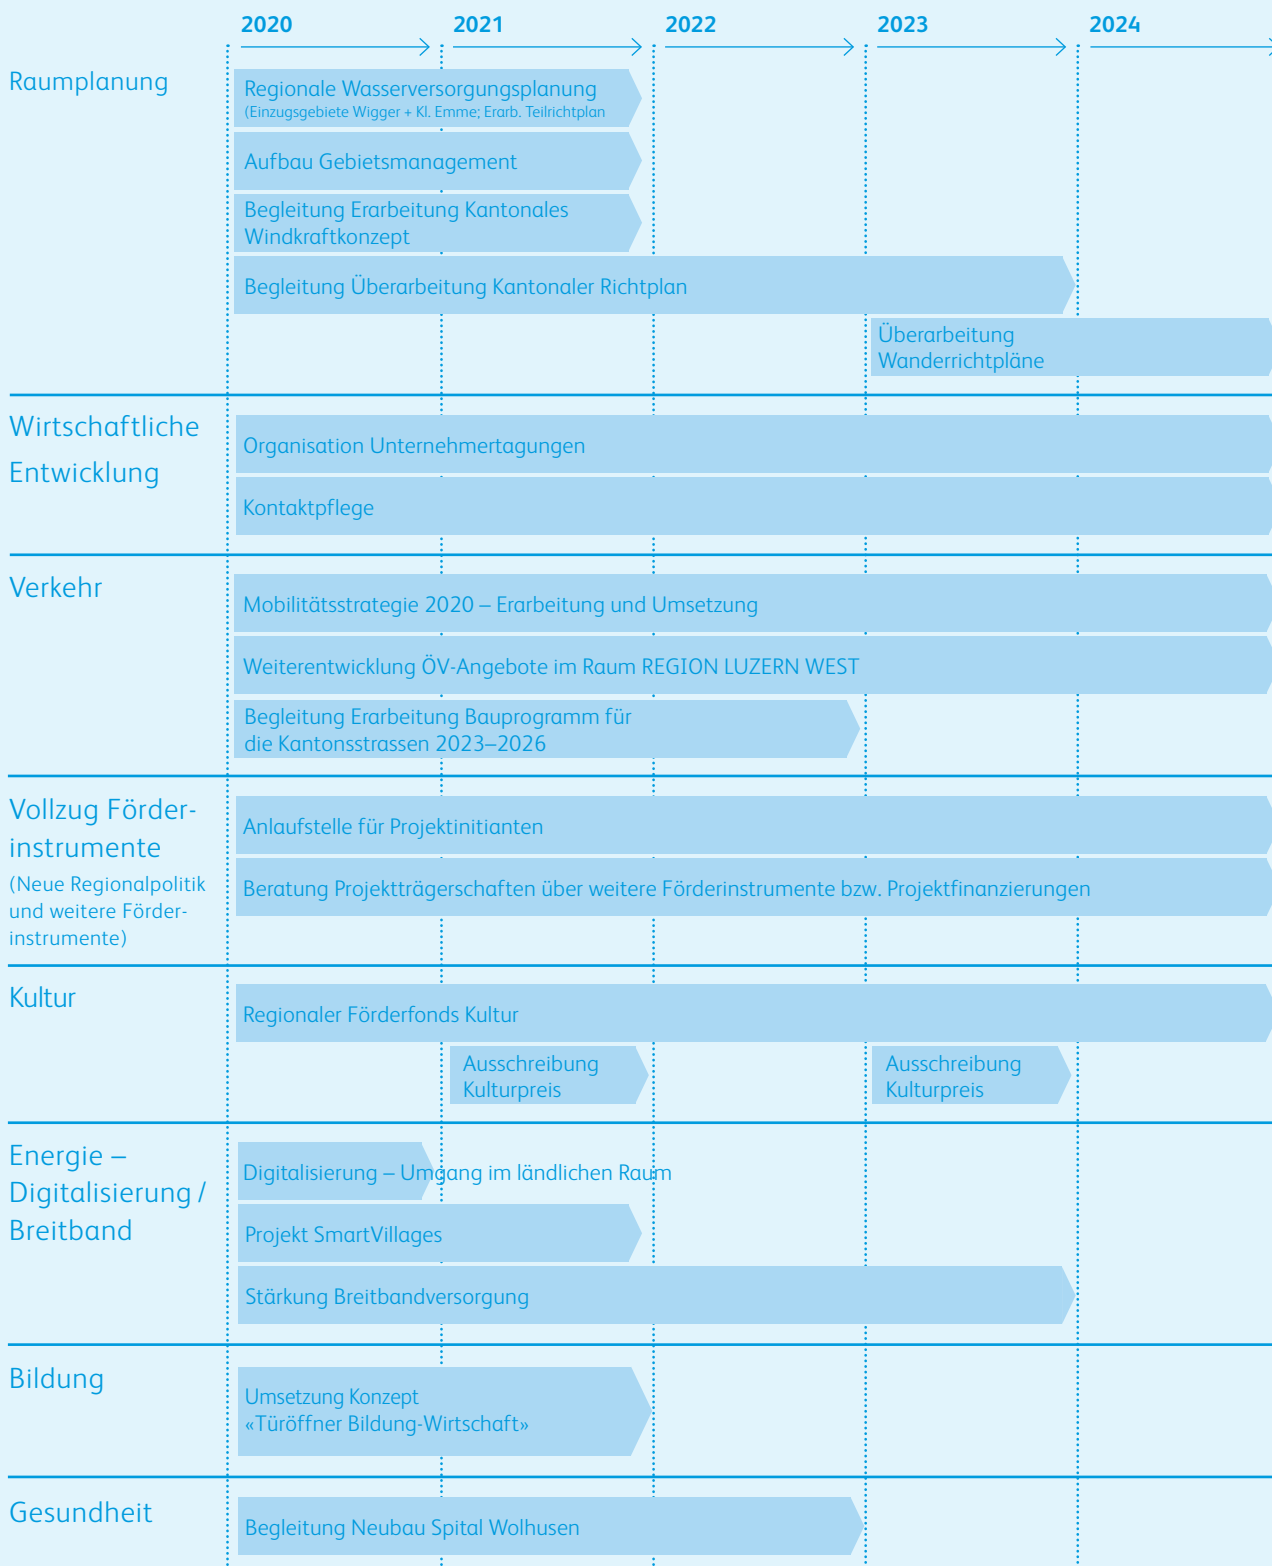 2020
2021
2022
2023
2024
Raumplanung
Regionale Wasserversorgungsplanung
(Einzugsgebiete Wigger + Kl. Emme; Erarb. Teilrichtplan
Aufbau Gebietsmanagement
Begleitung Erarbeitung Kantonales
Windkraftkonzept
Begleitung Überarbeitung Kantonaler Richtplan
Überarbeitung
Wanderrichtpläne
Wirtschaftliche
Entwicklung
Organisation Unternehmertagungen
Kontaktpflege
Verkehr
Mobilitätsstrategie 2020 – Erarbeitung und Umsetzung
Weiterentwicklung ÖV-Angebote im Raum REGION LUZERN WEST
Begleitung Erarbeitung Bauprogramm für
die Kantonsstrassen 2023–2026
Vollzug Förder-
instrumente
(Neue Regionalpolitik
und weitere Förder-
instrumente)
Anlaufstelle für Projektinitianten
Beratung Projektträgerschaften über weitere Förderinstrumente bzw. Projektfinanzierungen
Kultur
Regionaler Förderfonds Kultur
Ausschreibung
Kulturpreis
Ausschreibung
Kulturpreis
Energie –
Digitalisierung /
Breitband
Digitalisierung – Umgang im ländlichen Raum
Projekt SmartVillages
Stärkung Breitbandversorgung
Bildung
Umsetzung Konzept
«Türöffner Bildung-Wirtschaft»
Gesundheit
Begleitung Neubau Spital Wolhusen